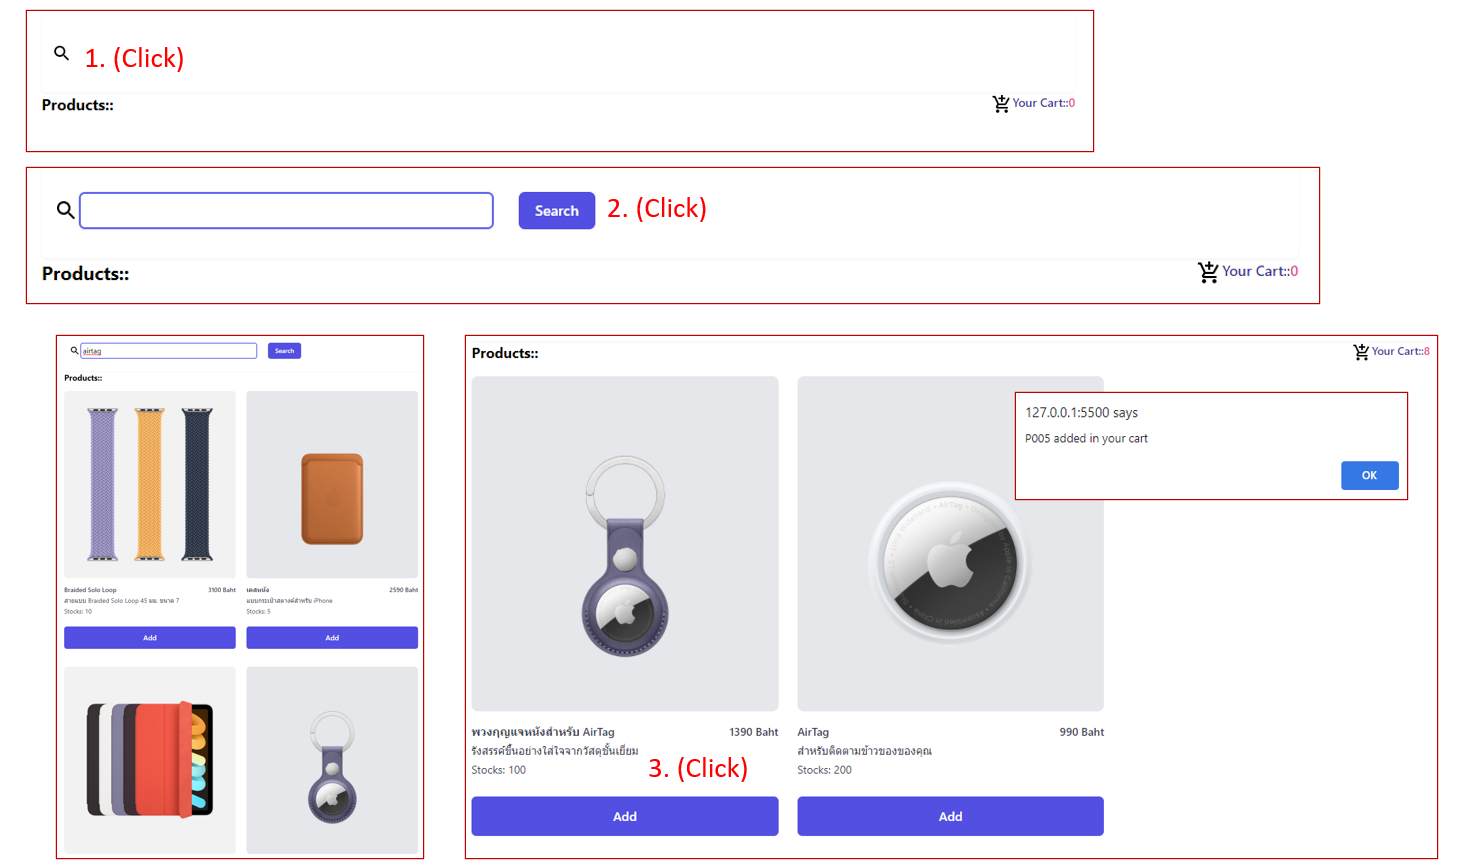 1. (Click)
Products::
Your Cart::0
Search
2. (Click)
Products::
Your Cart::0
airtag
Search
Products::
Braided Solo Loop
3100 Baht
สายแบบ Braided Solo Loop 45 มม. ขนาด 7
Stocks: 10
Add
เคสหนัง
2590 Baht
แบบกระเป๋าสตางค์สำหรับ iPhone
Stocks: 5
Add
Products::
Your Cart::8
127.0.0.1:5500 says
P005 added in your cart
OK
พวงกุญแจหนังสำหรับ AirTag
1390 Baht
รังสรรค์ขึ้นอย่างใส่ใจจากวัสดุชั้นเยี่ยม
Stocks: 100
3. (Click)
Add
AirTag
990 Baht
สำหรับติดตามข้าวของของคุณ
Stocks: 200
Add